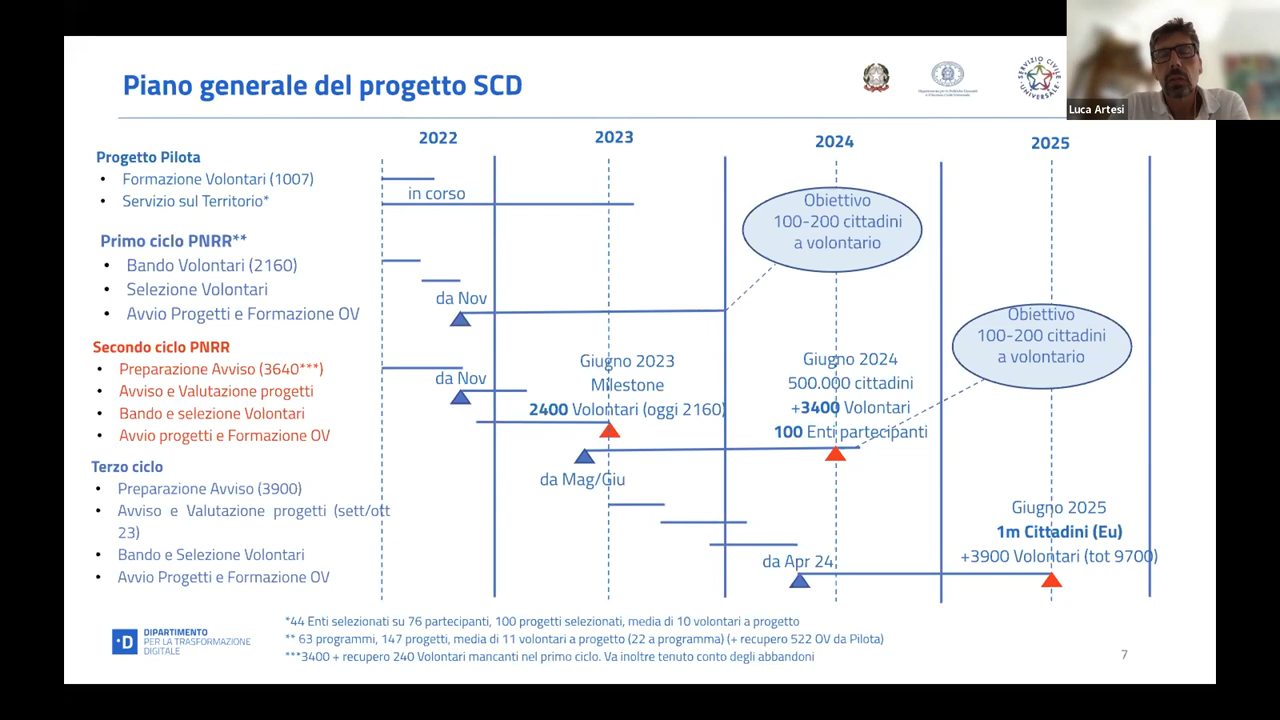 Piano generale del progetto SCD
SERVIZIO CIVILE UNIVERSALE
Luca Artesi
2022
2023
2024
2025
Progetto Pilota
• Formazione Volontari (1007)
• Servizio sul Territorio*
in corso
Obiettivo
100-200 cittadini
a volontario
Primo ciclo PNRR**
• Bando Volontari (2160)
• Selezione Volontari
• Avvio Progetti e Formazione OV
da Nov
Obiettivo
100-200 cittadini
a volontario
Secondo ciclo PNRR
• Preparazione Avviso (3640***)
• Avviso e Valutazione progetti
• Bando e selezione Volontari
• Avvio progetti e Formazione OV
da Nov
Giugno 2023
Milestone
2400 Volontari (oggi 2160)
Giugno 2024
500.000 cittadini
+3400 Volontari
100 Enti partecipanti
da Mag/Giu
Terzo ciclo
• Preparazione Avviso (3900)
• Avviso e Valutazione progetti (sett/ott
23)
• Bando e Selezione Volontari
• Avvio Progetti e Formazione OV
da Apr 24
Giugno 2025
1m Cittadini (Eu)
+3900 Volontari (tot 9700)
•D
DIPARTIMENTO
PER LA TRASFORMAZIONE
DIGITALE
*44 Enti selezionati su 76 partecipanti, 100 progetti selezionati, media di 10 volontari a progetto
** 63 programmi, 147 progetti, media di 11 volontari a progetto (22 a programma) (+ recupero 522 OV da Pilota)
***3400 + recupero 240 Volontari mancanti nel primo ciclo. Va inoltre tenuto conto degli abbandoni
7